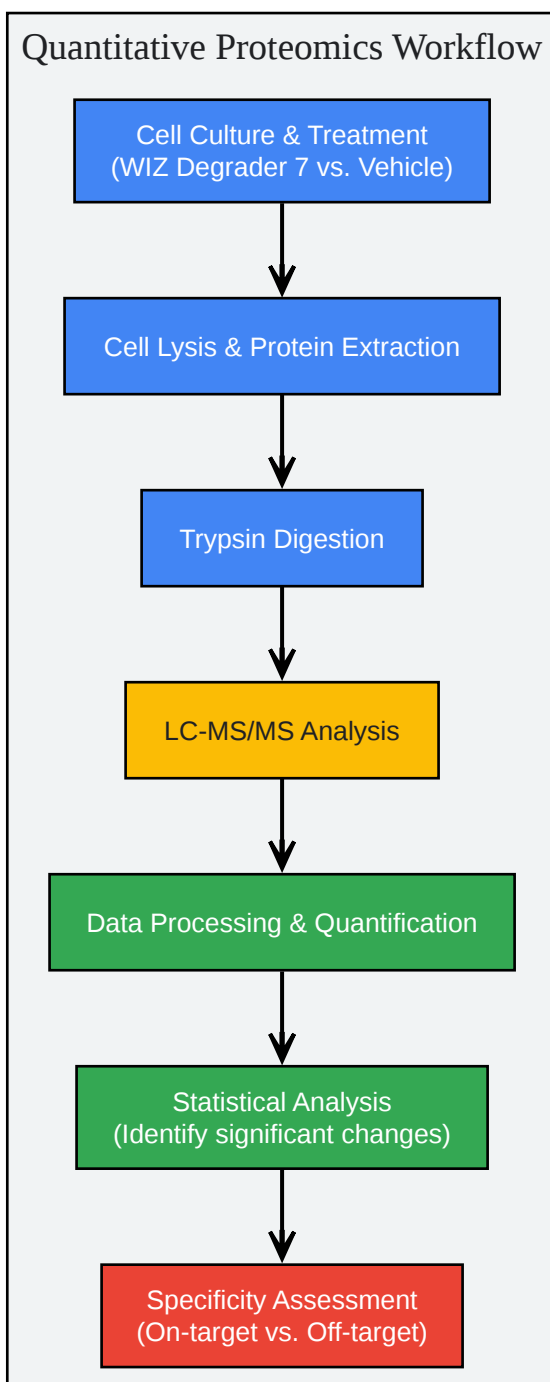 Quantitative Proteomics Workflow
Cell Culture & Treatment
(WIZ Degrader 7 vs. Vehicle)
Cell Lysis & Protein Extraction
Trypsin Digestion
LC-MS/MS Analysis
Data Processing & Quantification
Statistical Analysis
(Identify significant changes)
Specificity Assessment
(On-target vs. Off-target)